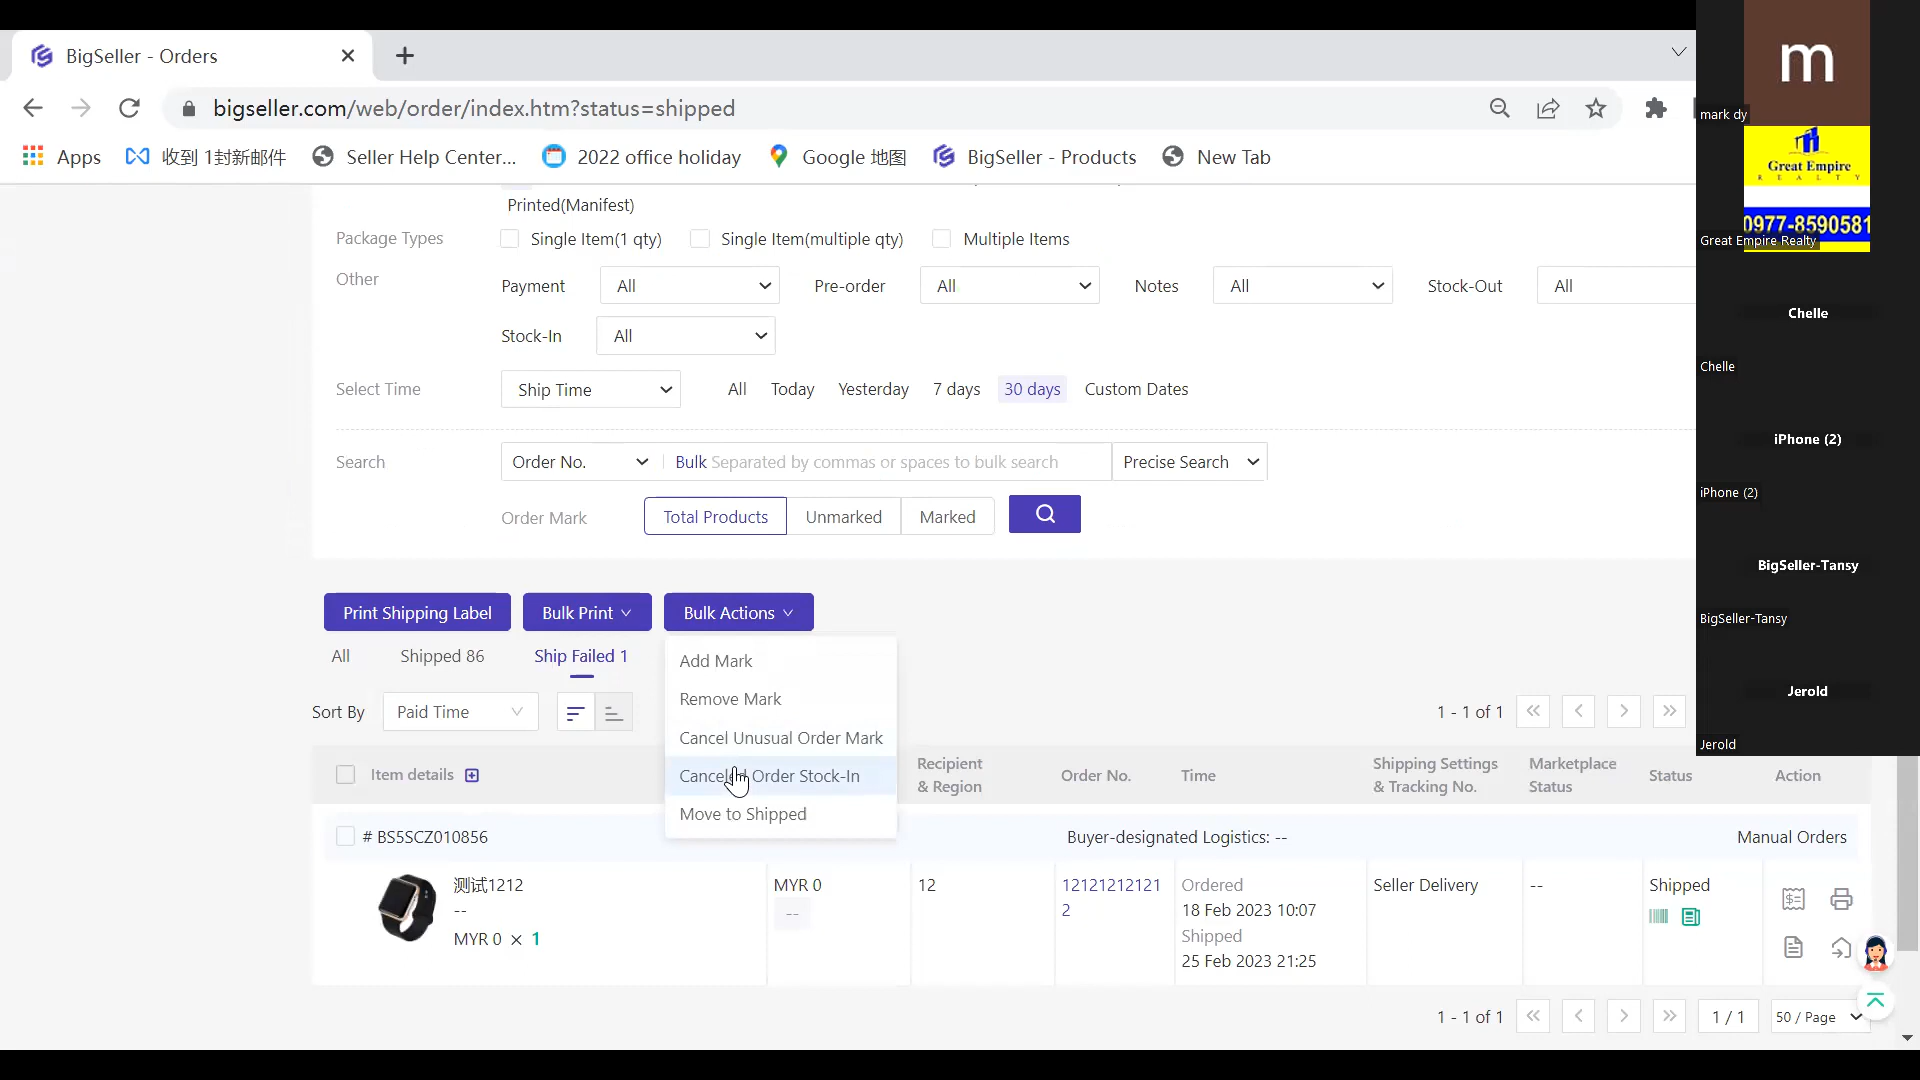 BigSeller - Orders
bigseller.com/web/order/index.htm?status=shipped
Apps 收到 1封新邮件 Seller Help Center... 2022 office holiday Google 地图 BigSeller - Products New Tab
Printed(Manifest)
Package Types Single Item(1 qty) Single Item(multiple qty) Multiple Items
Other Payment All Pre-order All Notes All Stock-Out All
Stock-In All
Select Time Ship Time All Today Yesterday 7 days 30 days Custom Dates
Search Order No. Bulk Separated by commas or spaces to bulk search Precise Search
Order Mark Total Products Unmarked Marked
Print Shipping Label Bulk Print Bulk Actions
All Shipped 86 Ship Failed 1
Add Mark
Remove Mark
Cancel Unusual Order Mark
Canceled Order Stock-In
Move to Shipped
Sort By Paid Time 1 - 1 of 1
Item details Recipient & Region Order No. Time Shipping Settings & Tracking No. Marketplace Status Status Action
# BS5SCZ010856 Buyer-designated Logistics: -- Manual Orders
测试1212
--
MYR 0 × 1
MYR 0
--
12
12121212121
2
Ordered
18 Feb 2023 10:07
Shipped
25 Feb 2023 21:25
Seller Delivery
--
Shipped
1 - 1 of 1 1 / 1 50 / Page
m
mark dy
Great Empire
REALTY
0977-8590581
Great Empire Realty
Chelle
Chelle
iPhone (2)
iPhone (2)
BigSeller-Tansy
BigSeller-Tansy
Jerold
Jerold